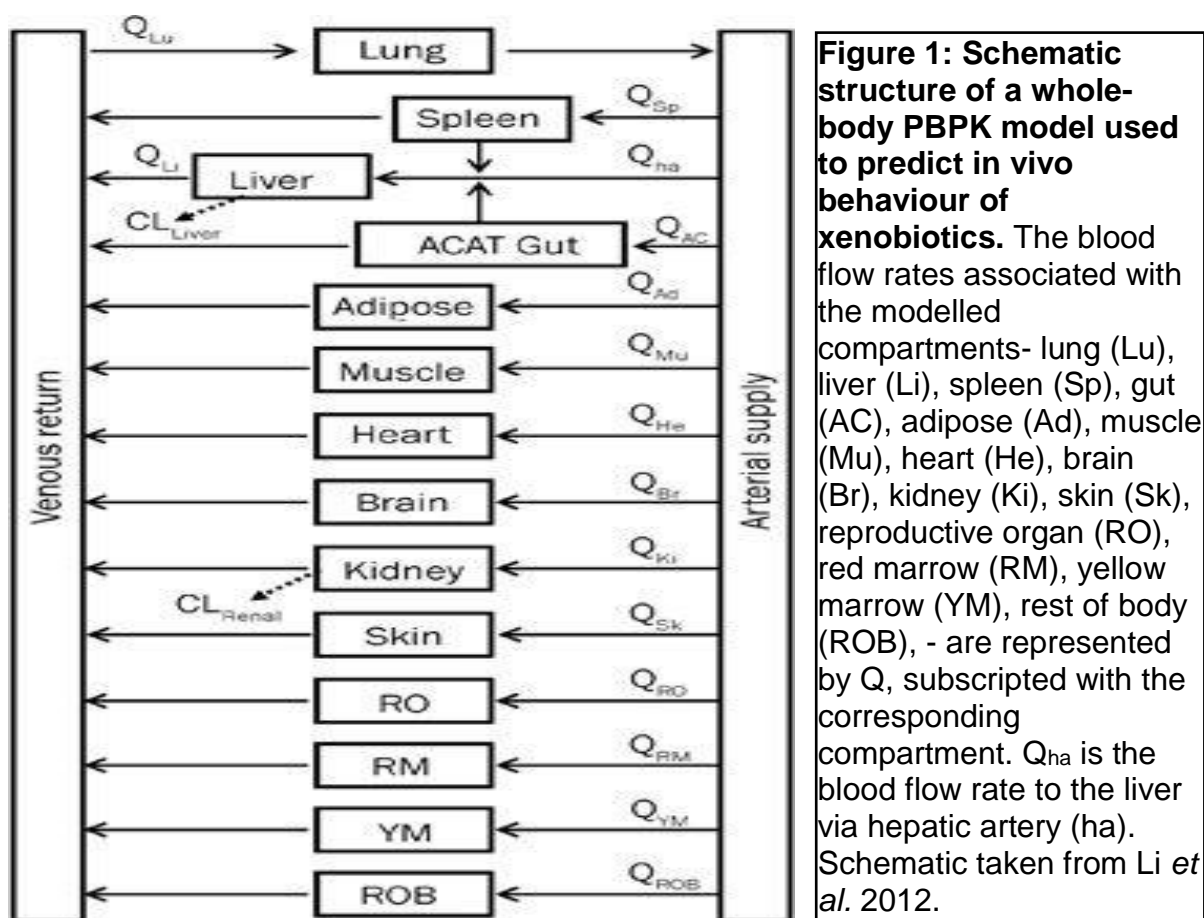 Q_Lu
Lung
Q_Sp
Spleen
Q_Li
Q_ha
Liver
CL_Liver
Q_AC
ACAT Gut
Q_Ad
Adipose
Q_Mu
Muscle
Q_He
Heart
Q_Br
Brain
Q_Ki
Kidney
CL_Renal
Q_Sk
Skin
Q_RO
RO
Q_RM
RM
Q_YM
YM
Q_ROB
ROB
Venous return
Arterial supply
Figure 1: Schematic
structure of a whole-
body PBPK model used
to predict in vivo
behaviour of
xenobiotics. The blood
flow rates associated with
the modelled
compartments- lung (Lu),
liver (Li), spleen (Sp), gut
(AC), adipose (Ad), muscle
(Mu), heart (He), brain
(Br), kidney (Ki), skin (Sk),
reproductive organ (RO),
red marrow (RM), yellow
marrow (YM), rest of body
(ROB), - are represented
by Q, subscripted with the
corresponding
compartment. Qha is the
blood flow rate to the liver
via hepatic artery (ha).
Schematic taken from Li et
al. 2012.